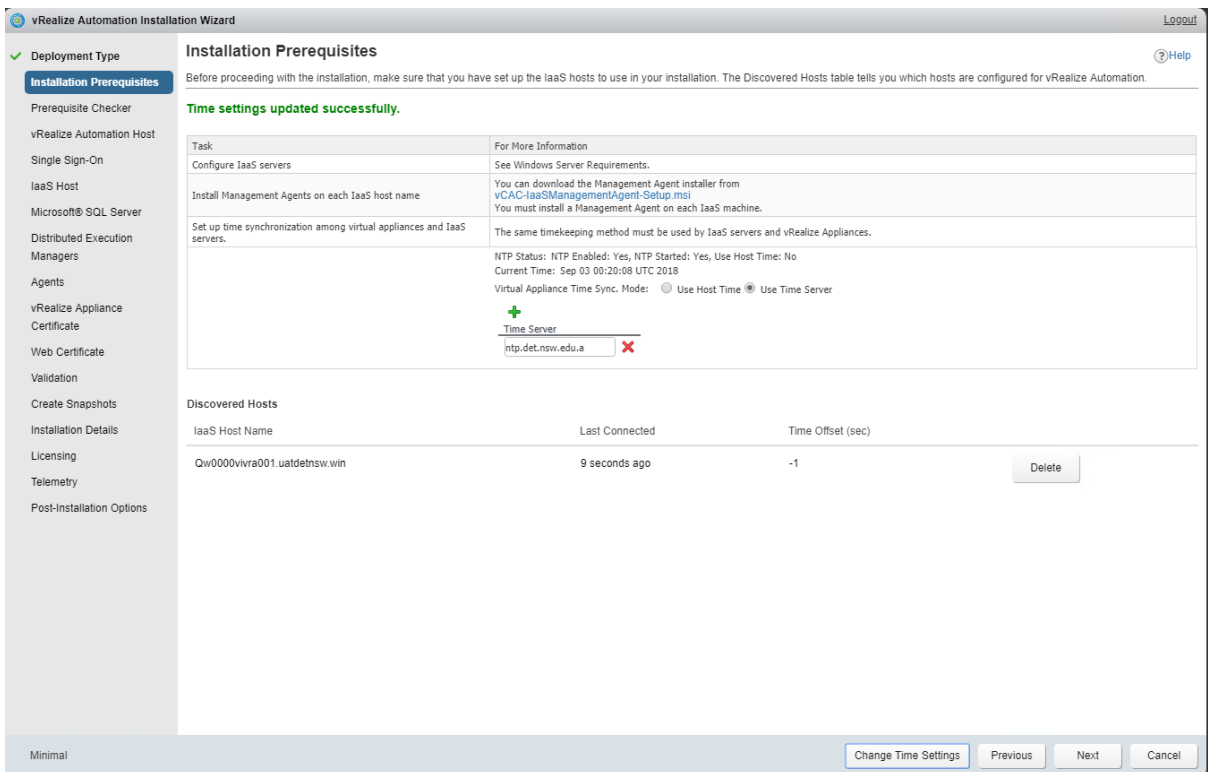 vRealize Automation Installation Wizard
Logout
Deployment Type
Installation Prerequisites
Prerequisite Checker
vRealize Automation Host
Single Sign-On
IaaS Host
Microsoft® SQL Server
Distributed Execution
Managers
Agents
vRealize Appliance
Certificate
Web Certificate
Validation
Create Snapshots
Installation Details
Licensing
Telemetry
Post-Installation Options
Installation Prerequisites
?Help
Before proceeding with the installation, make sure that you have set up the IaaS hosts to use in your installation. The Discovered Hosts table tells you which hosts are configured for vRealize Automation.
Time settings updated successfully.
Task For More Information
Configure IaaS servers See Windows Server Requirements.
Install Management Agents on each IaaS host name
You can download the Management Agent installer from
vCAC-IaaSManagementAgent-Setup.msi
You must install a Management Agent on each IaaS machine.
Set up time synchronization among virtual appliances and IaaS
servers.
The same timekeeping method must be used by IaaS servers and vRealize Appliances.
NTP Status: NTP Enabled: Yes, NTP Started: Yes, Use Host Time: No
Current Time: Sep 03 00:20:08 UTC 2018
Virtual Appliance Time Sync. Mode: Use Host Time Use Time Server
Time Server
ntp.det.nsw.edu.a
Discovered Hosts
IaaS Host Name Last Connected Time Offset (sec)
Qw0000vivra001.uatdetnsw.win 9 seconds ago -1 Delete
Minimal Change Time Settings Previous Next Cancel